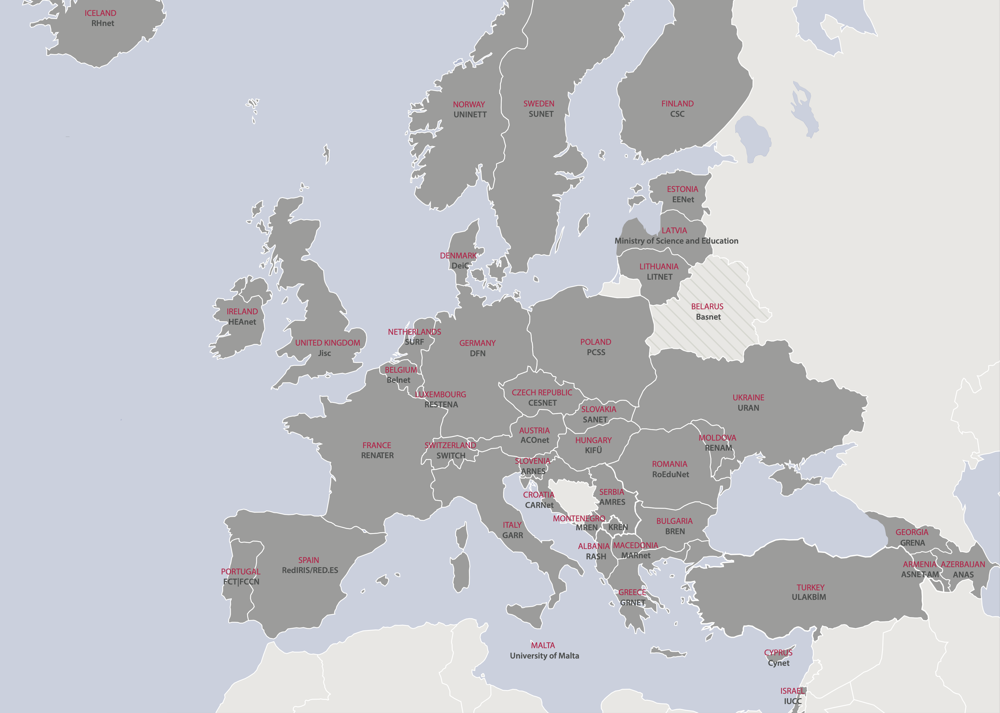 ICELAND
RHnet
NORWAY
UNINETT
SWEDEN
SUNET
FINLAND
CSC
ESTONIA
EENet
LATVIA
Ministry of Science and Education
DENMARK
DeiC
LITHUANIA
LITNET
BELARUS
Basnet
IRELAND
HEAnet
UNITED KINGDOM
Jisc
NETHERLANDS
SURF
GERMANY
DFN
POLAND
PCSS
BELGIUM
Belnet
LUXEMBOURG
RESTENA
CZECH REPUBLIC
CESNET
UKRAINE
URAN
SLOVAKIA
SANET
AUSTRIA
ACOnet
HUNGARY
KIFÜ
MOLDOVA
RENAM
FRANCE
RENATER
SWITZERLAND
SWITCH
SLOVENIA
ARNES
ROMANIA
RoEduNet
CROATIA
CARNet
SERBIA
AMRES
MONTENEGRO
MREN
KREN
BULGARIA
BREN
ITALY
GARR
GEORGIA
GRENA
ALBANIA
RASH
MACEDONIA
MARnet
SPAIN
RedIRIS/RED.ES
PORTUGAL
FCT|FCCN
ARMENIA
ASNET-AM
AZERBAIJAN
ANAS
GREECE
GRNET
TURKEY
ULAKBİM
MALTA
University of Malta
CYPRUS
Cynet
ISRAEL
IUCC